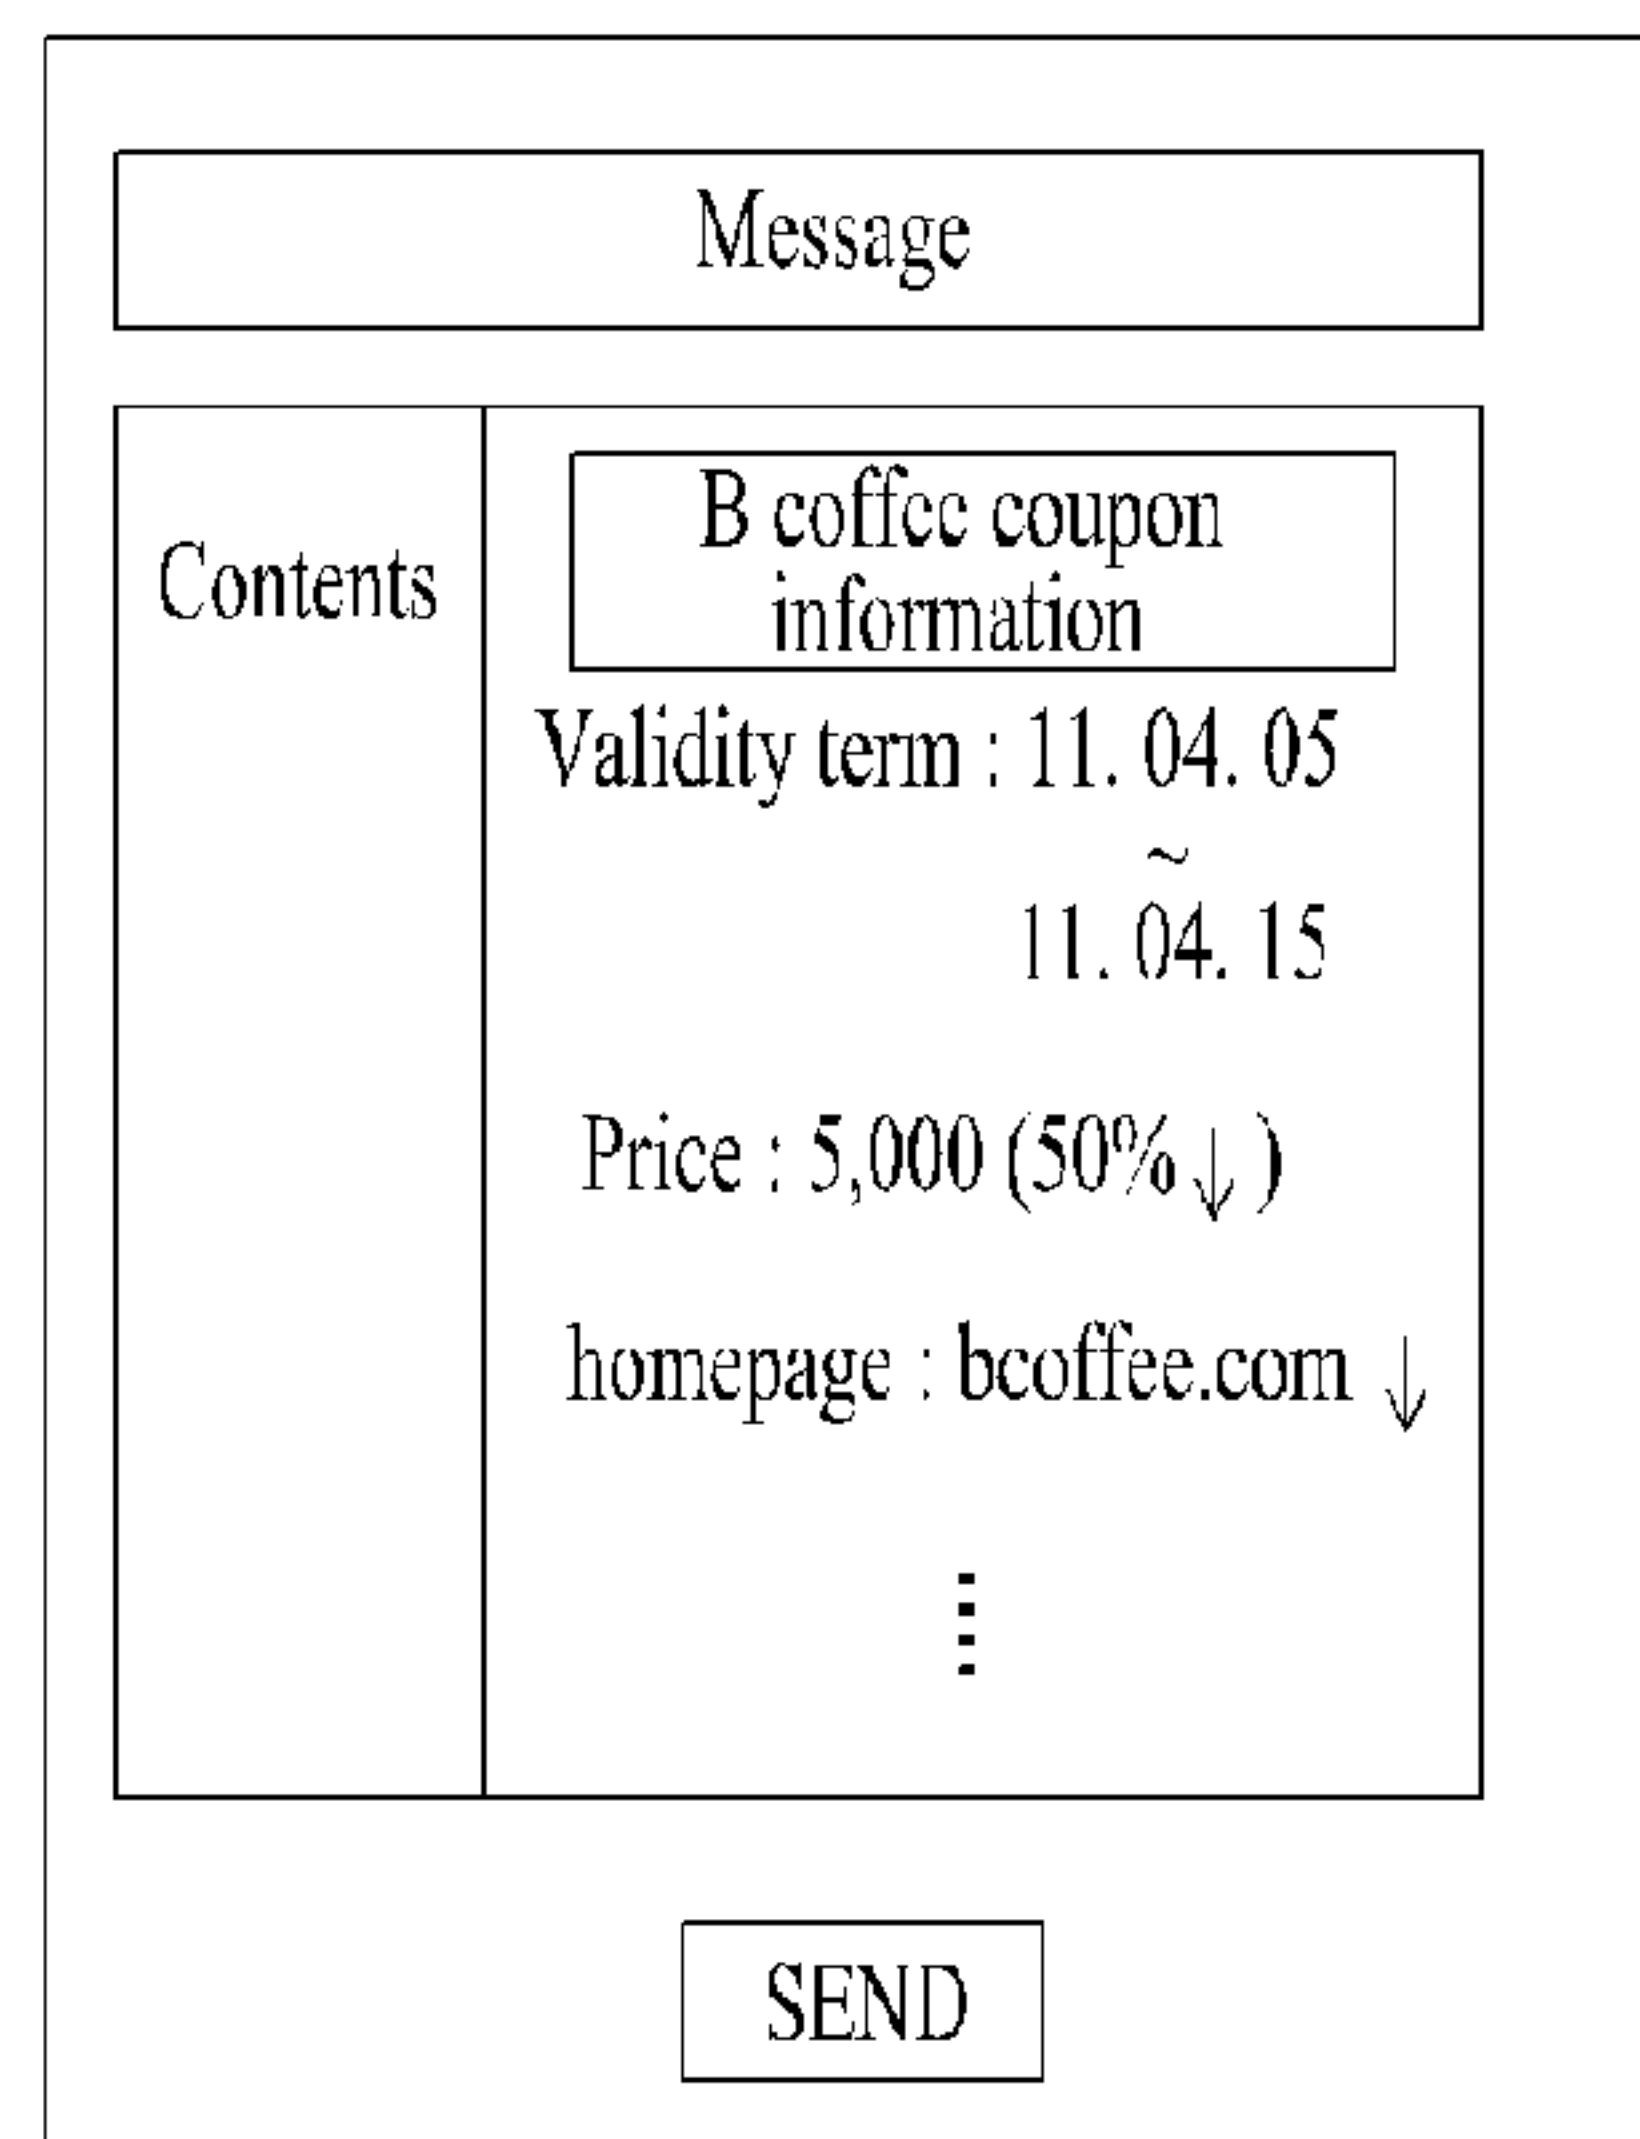 Message
Contents
B coffee coupon
information
Validity term : 11. 04. 05
~
11. 04. 15
Price : 5,000 (50%↓)
homepage : bcoffee.com ↓
SEND